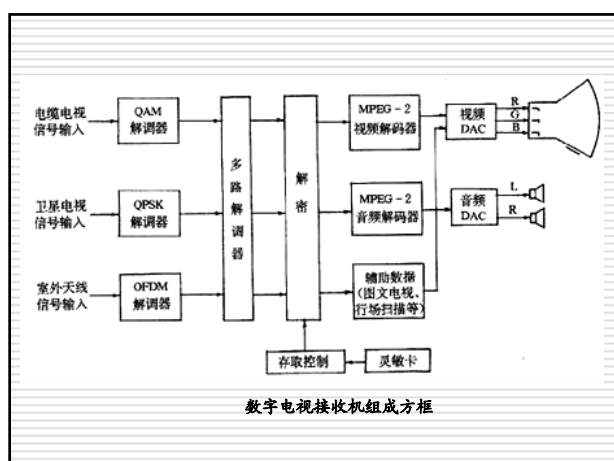 电缆电视
信号输入
QAM
解调器
卫星电视
信号输入
QPSK
解调器
室外天线
信号输入
OFDM
解调器
多路解调器
解密
MPEG-2
视频解码器
MPEG-2
音频解码器
辅助数据
(图文电视、
行场扫描等)
视频
DAC
R
G
B
音频
DAC
L
R
存取控制
灵敏卡
数字电视接收机组成方框